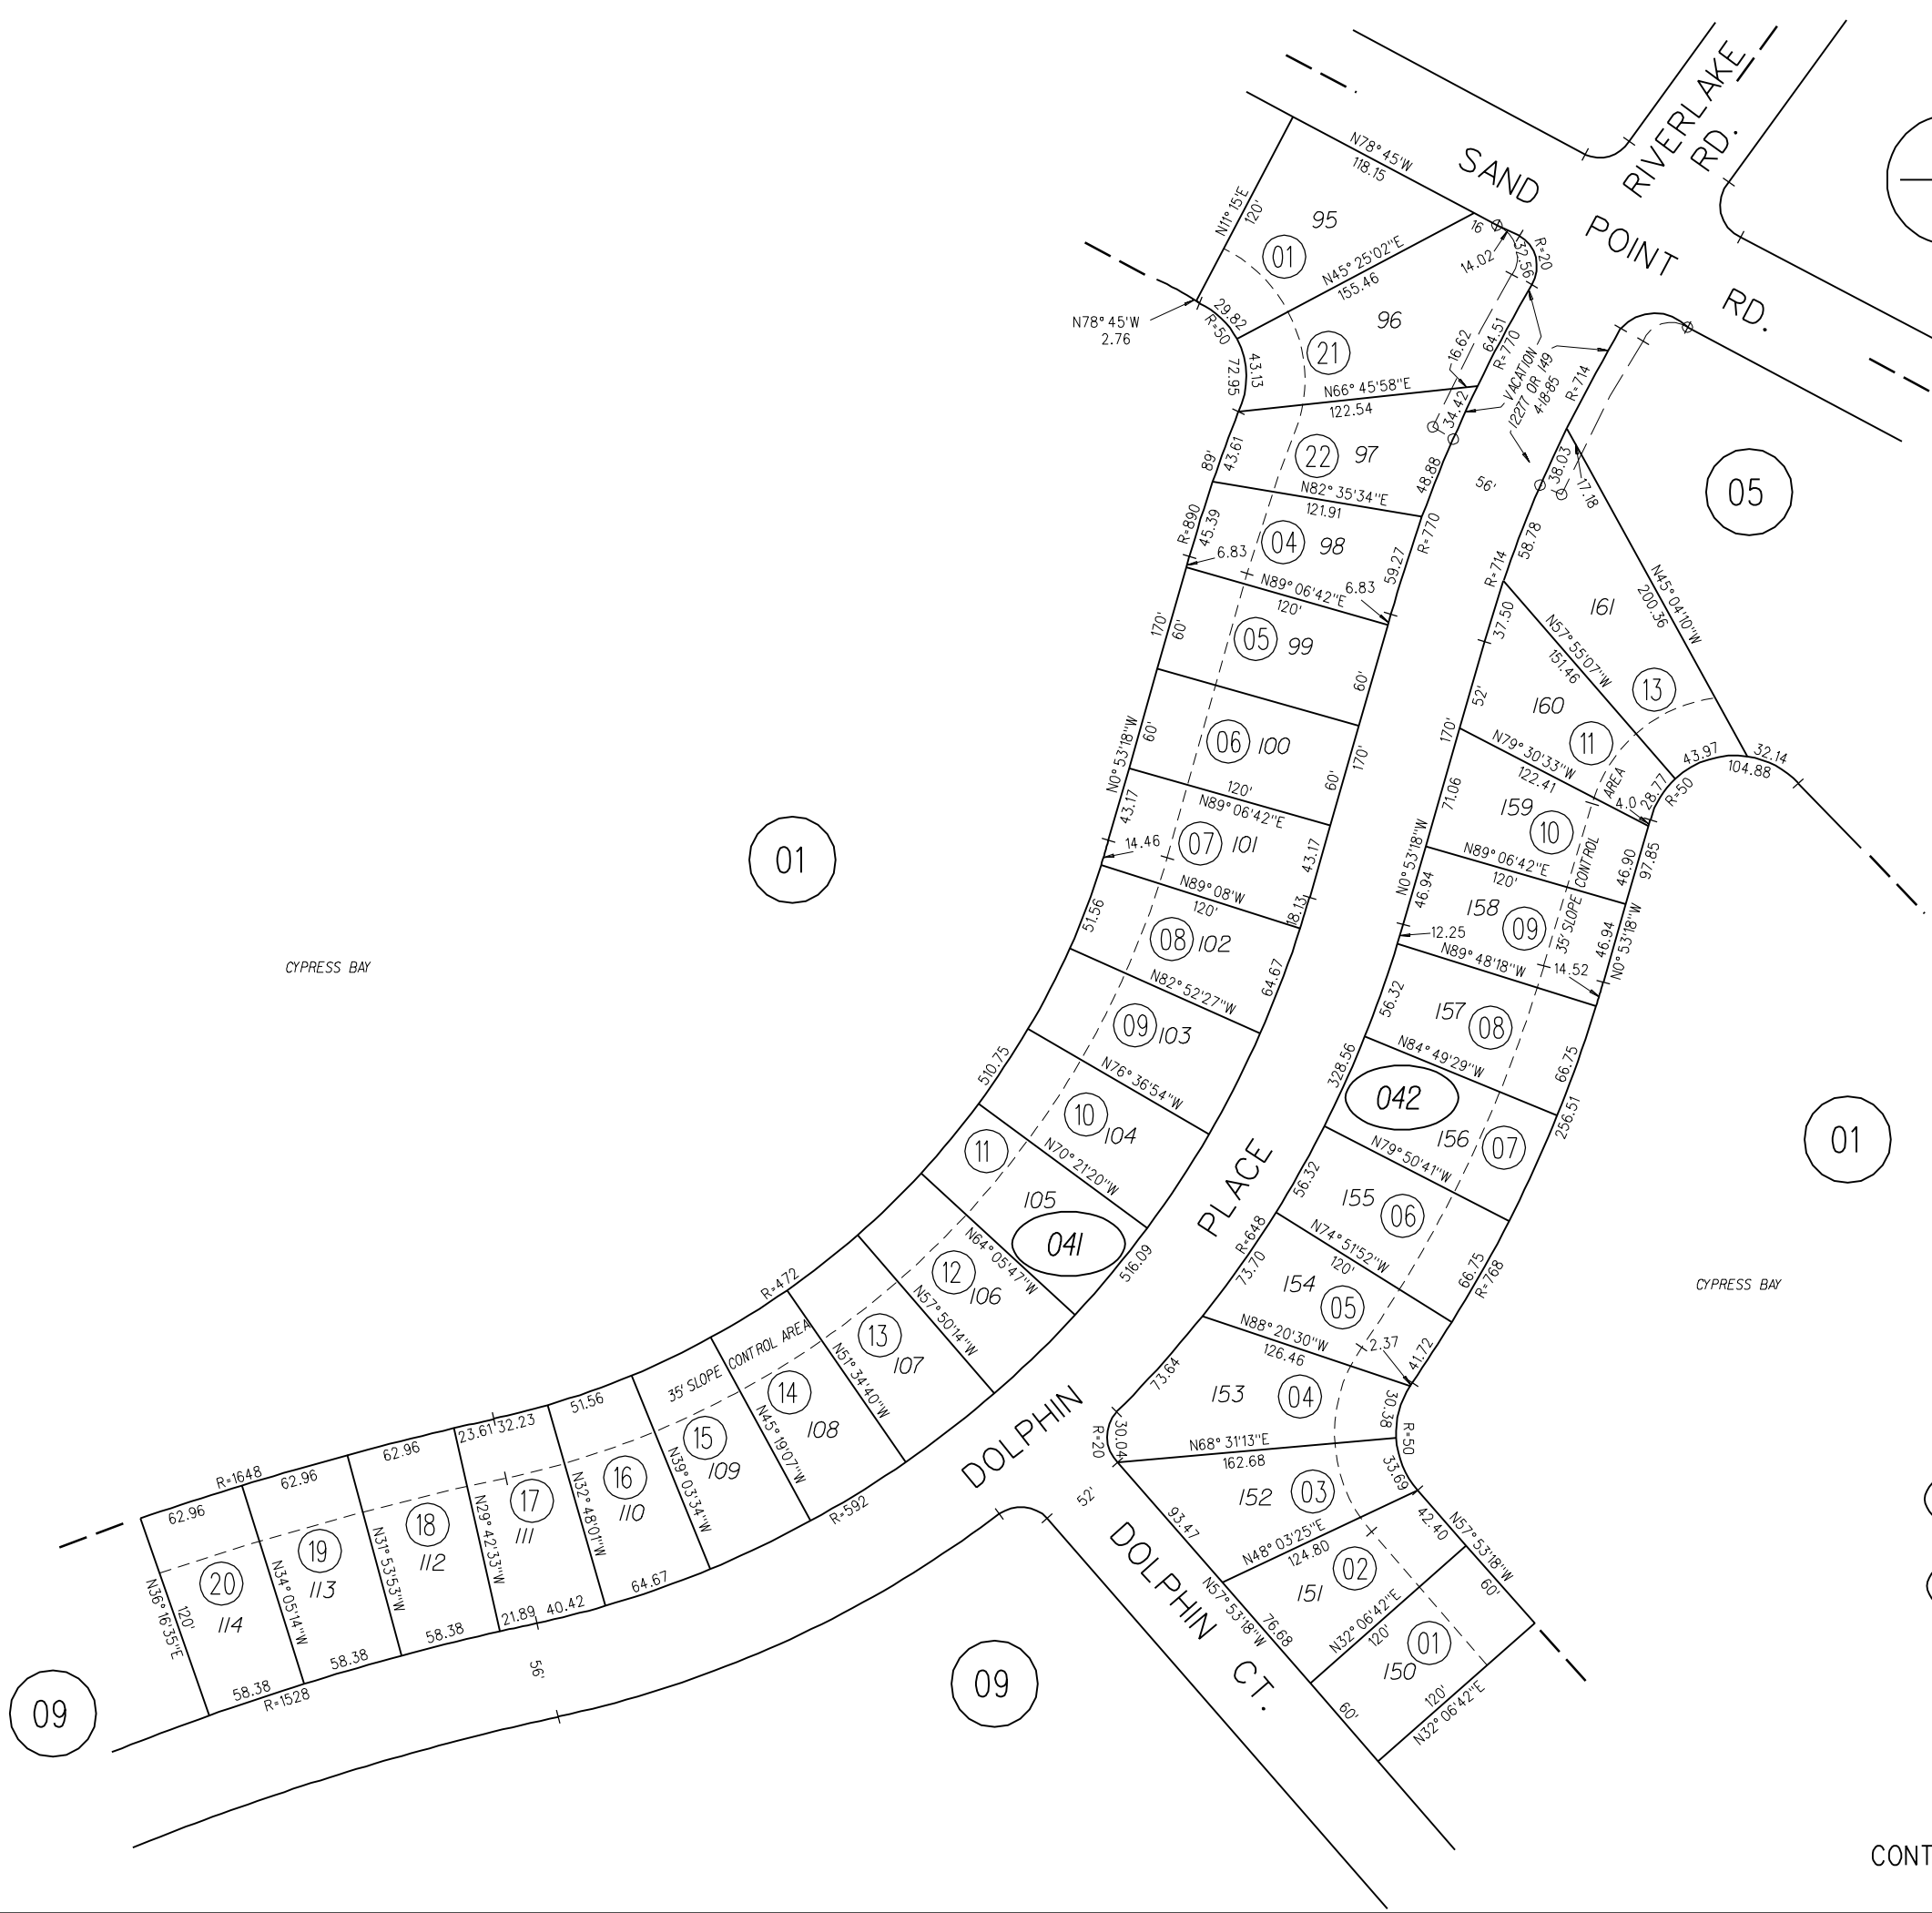 RIVERLAKE
RD.
SAND
POINT
RD.
N78°45'W
118.15
N11°15'E
120'
95
01
16
14.02
32.56
R=20
N45°25'02"E
155.46
96
21
N78°45'W
2.76
29.82
R=50
43.13
72.95
16.62
64.51
R=770
VACATION
12277 OR 149
4-18-85
R=714
N66°45'58"E
122.54
34.42
22
97
89'
43.61
48.88
56'
38.03
17.18
05
N82°35'34"E
121.91
R=890
45.39
04
98
R=770
59.27
58.78
R=714
6.83
N89°06'42"E
120'
6.83
161
N45°04'10"W
200.36
37.50
N57°55'07"W
151.46
170'
60'
05
99
60'
52'
160
13
11
N0°53'18"W
60'
06
100
60'
170'
170'
N79°30'33"W
122.41
AREA
4.0
28.77
R=50
43.97
32.14
104.88
43.17
120'
N89°06'42"E
71.06
159
10
14.46
07
101
43.17
01
N0°53'18"W
46.94
N89°06'42"E
120'
35' SLOPE CONTROL
46.90
97.85
N89°08'W
120'
18.13
158
09
46.94
N0°53'18"W
51.56
08
102
12.25
N89°48'18"W
14.52
CYPRESS BAY
N82°52'27"W
64.67
56.32
157
08
09
103
N84°49'29"W
66.75
510.75
N76°36'54"W
328.56
042
256.51
10
104
156
07
01
11
N70°21'20"W
N79°50'41"W
105
041
PLACE
56.32
155
06
N64°05'47"W
516.09
R=648
73.70
N74°51'52"W
120'
66.75
R=768
CYPRESS BAY
12
106
R=472
N57°50'14"W
154
05
13
107
35' SLOPE CONTROL AREA
N51°34'40"W
N88°20'30"W
126.46
2.37
41.72
14
108
73.64
153
04
30.38
R=50
51.56
15
109
N45°19'07"W
DOLPHIN
R=20
30.04
N68°31'13"E
162.68
33.69
23.61
32.23
16
110
N39°03'34"W
62.96
17
111
N32°48'01"W
R=592
52'
152
03
42.40
N57°53'18"W
R=1648
62.96
62.96
18
112
N29°42'33"W
93.47
N48°03'25"E
124.80
02
60'
62.96
19
113
N31°53'53"W
DOLPHIN
CT.
151
20
114
N34°05'14"W
64.67
N57°53'18"W
76.68
N32°06'42"E
120'
01
150
N36°16'35"E
120'
58.38
58.38
58.38
21.89
40.42
R=1528
56'
60'
120'
N32°06'42"E
09
09
CONT